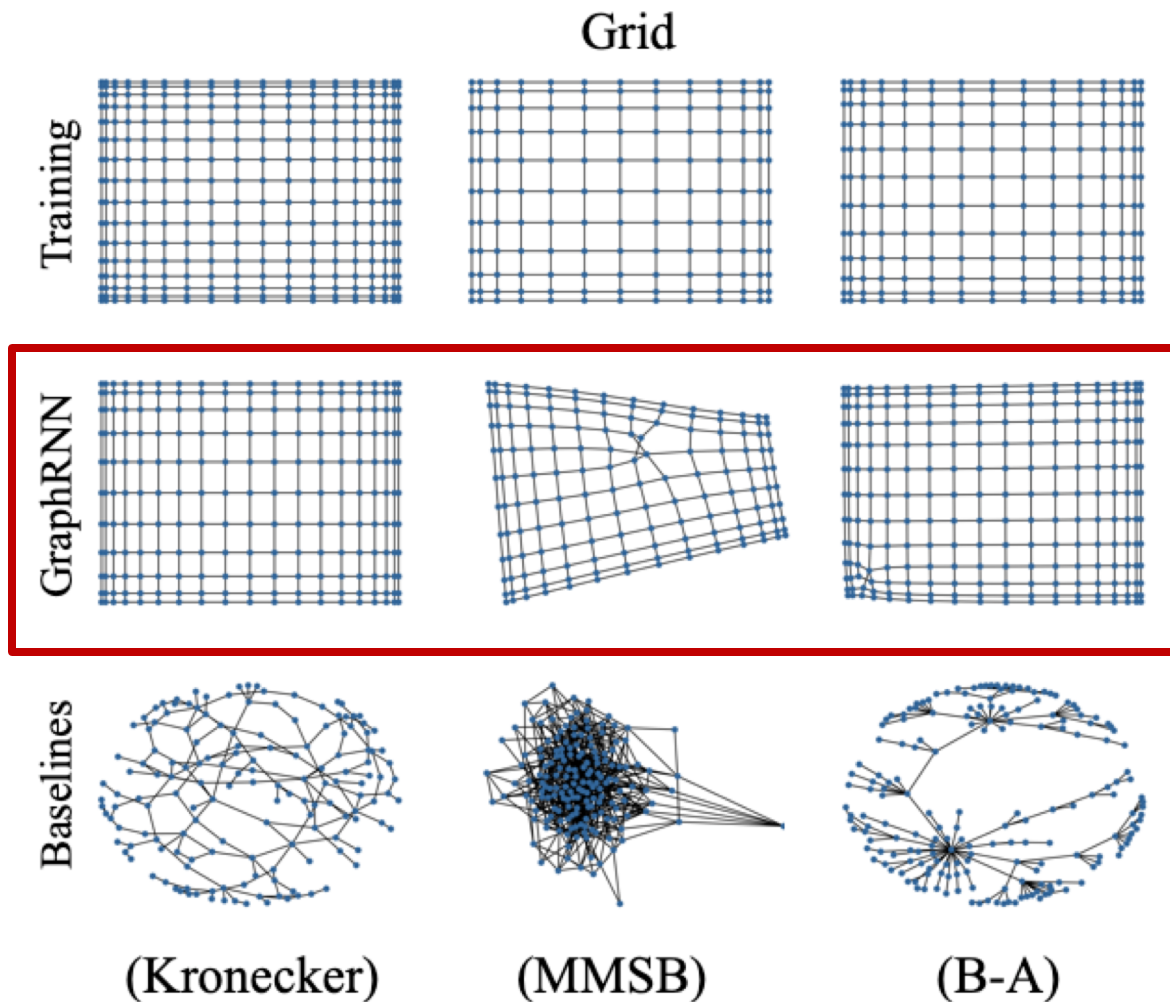 Grid
Training
GraphRNN
Baselines
(Kronecker) (MMSB) (B-A)